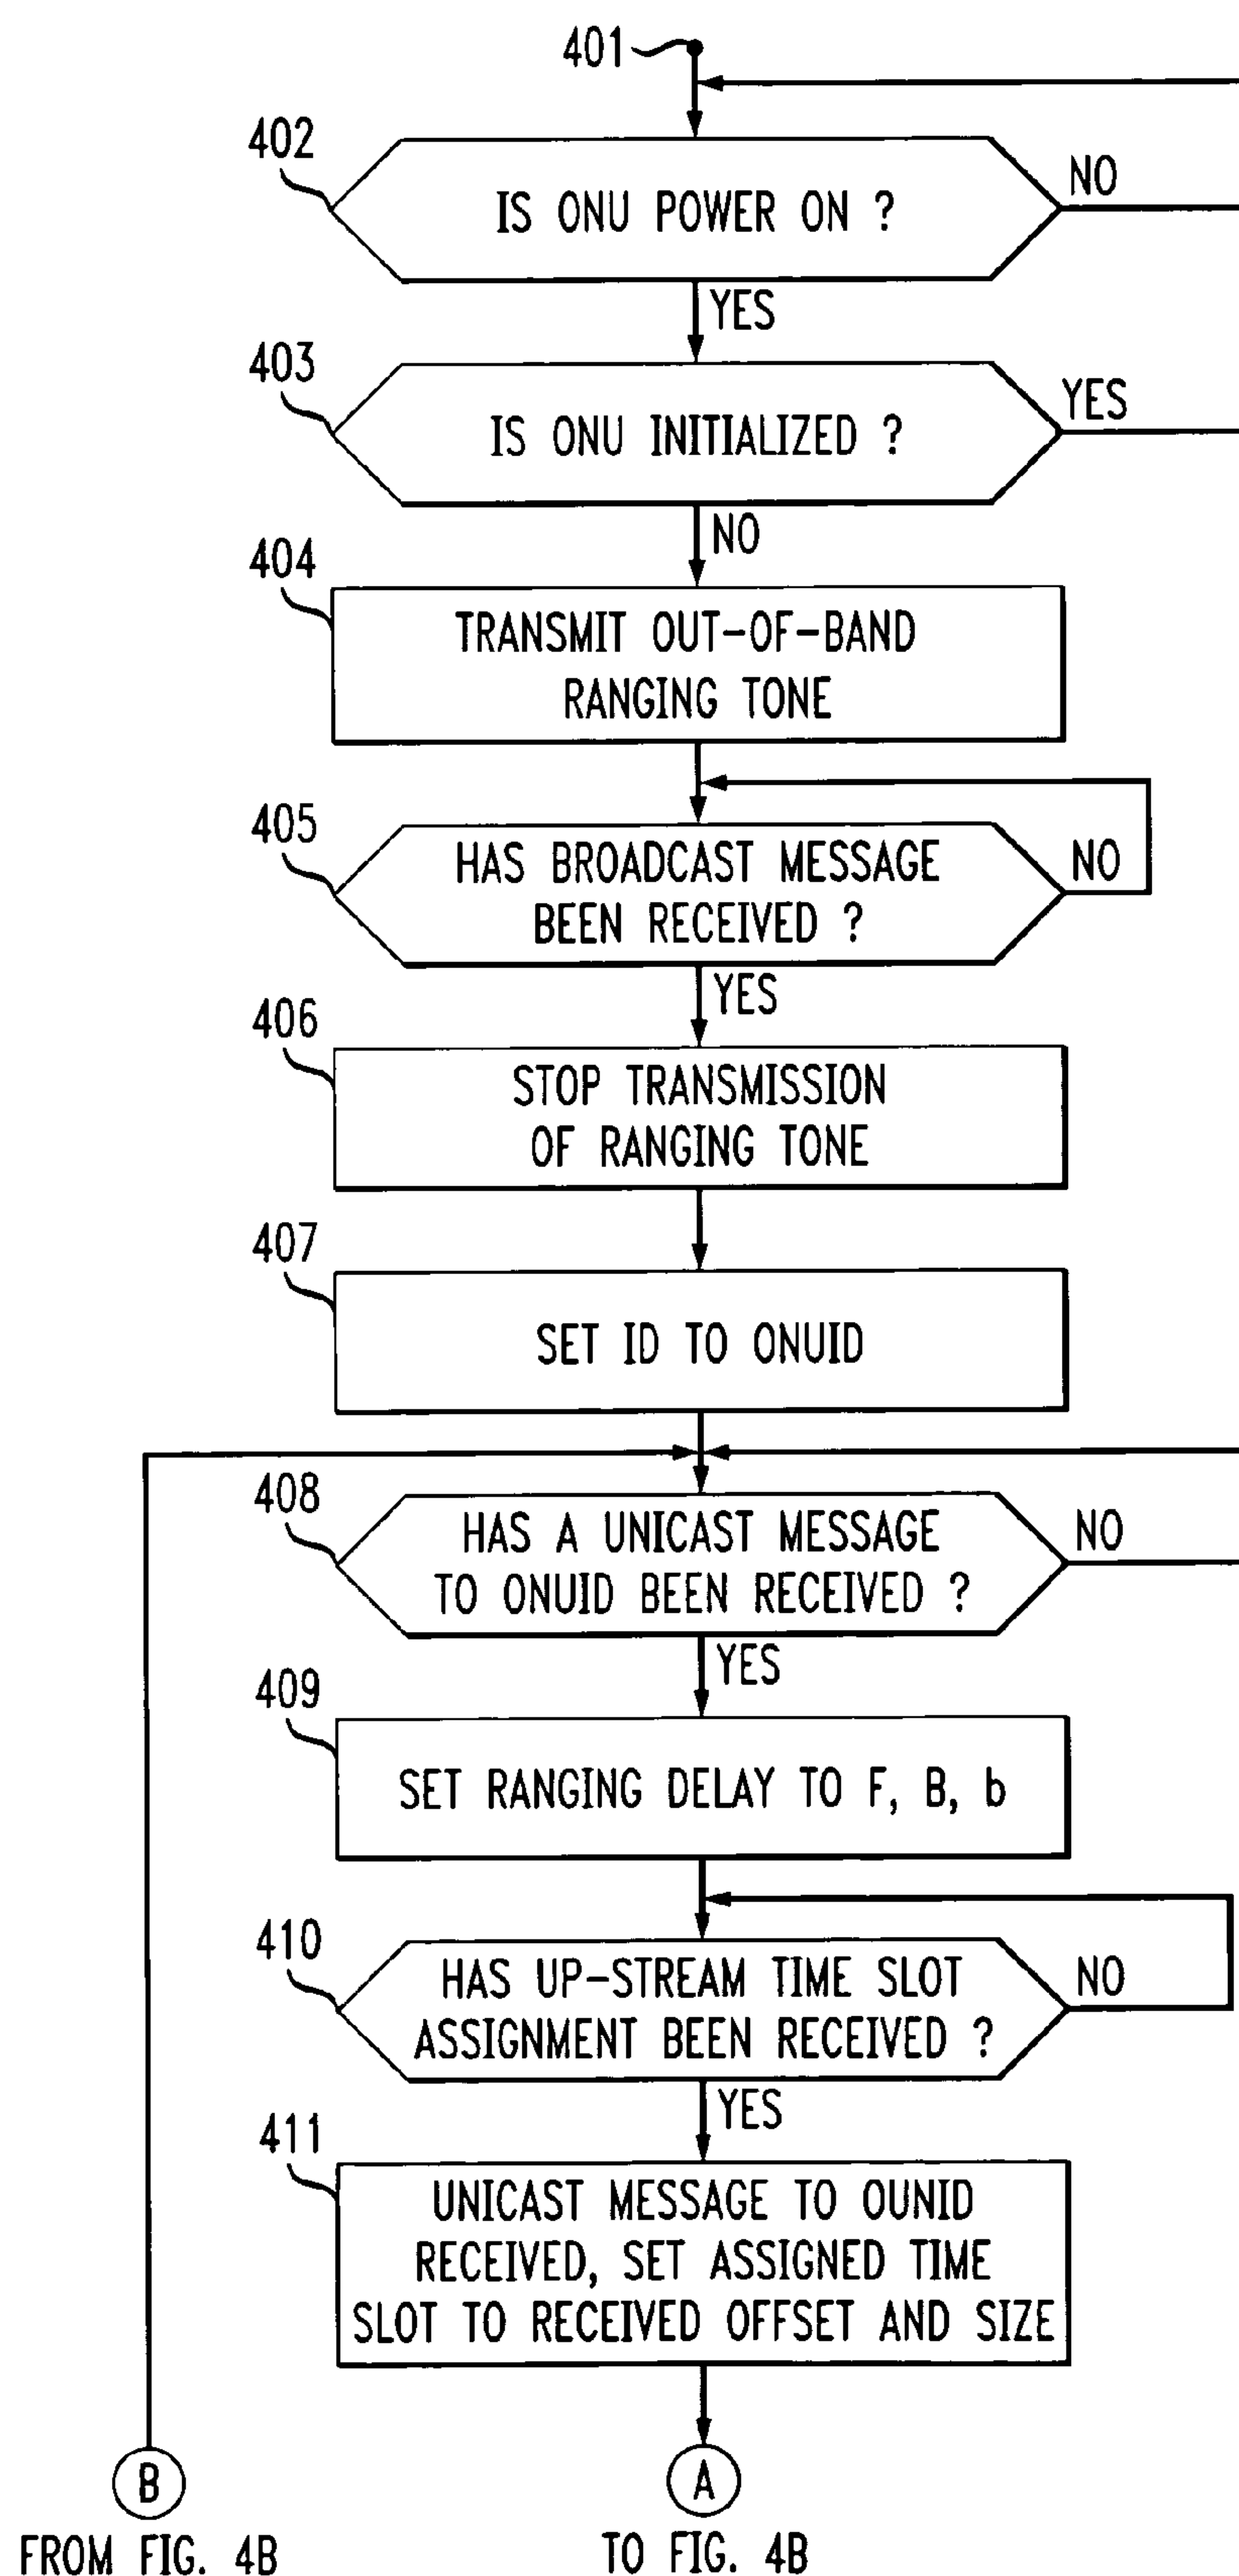 401
402
IS ONU POWER ON ?
NO
YES
403
IS ONU INITIALIZED ?
YES
NO
404
TRANSMIT OUT-OF-BAND
RANGING TONE
405
HAS BROADCAST MESSAGE
BEEN RECEIVED ?
NO
YES
406
STOP TRANSMISSION
OF RANGING TONE
407
SET ID TO ONUID
408
HAS A UNICAST MESSAGE
TO ONUID BEEN RECEIVED ?
NO
YES
409
SET RANGING DELAY TO F, B, b
410
HAS UP-STREAM TIME SLOT
ASSIGNMENT BEEN RECEIVED ?
NO
YES
411
UNICAST MESSAGE TO OUNID
RECEIVED, SET ASSIGNED TIME
SLOT TO RECEIVED OFFSET AND SIZE
B
FROM FIG. 4B
A
TO FIG. 4B